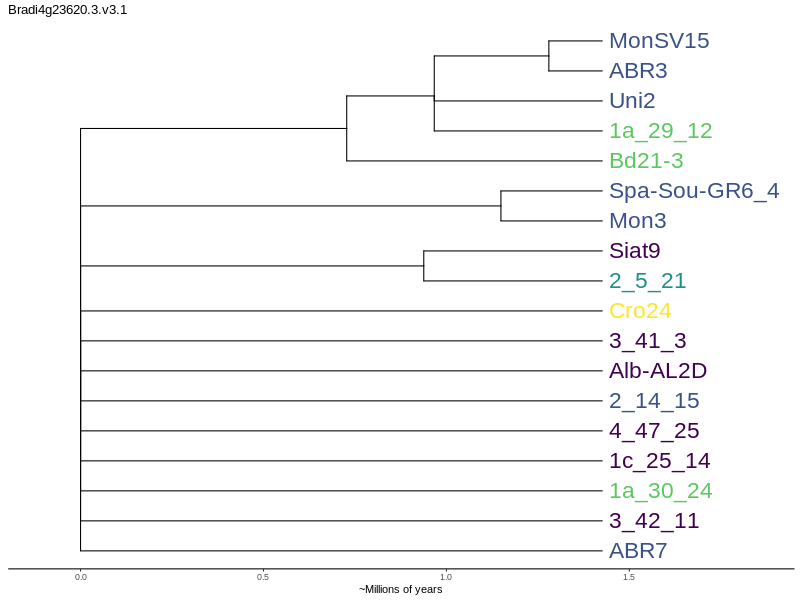 Bradi4g23620.3.v3.1
MonSV15
ABR3
Uni2
1a_29_12
Bd21-3
Spa-Sou-GR6_4
Mon3
Siat9
2_5_21
Cro24
3_41_3
Alb-AL2D
2_14_15
4_47_25
1c_25_14
1a_30_24
3_42_11
ABR7
0.0 0.5 1.0 1.5
~Millions of years